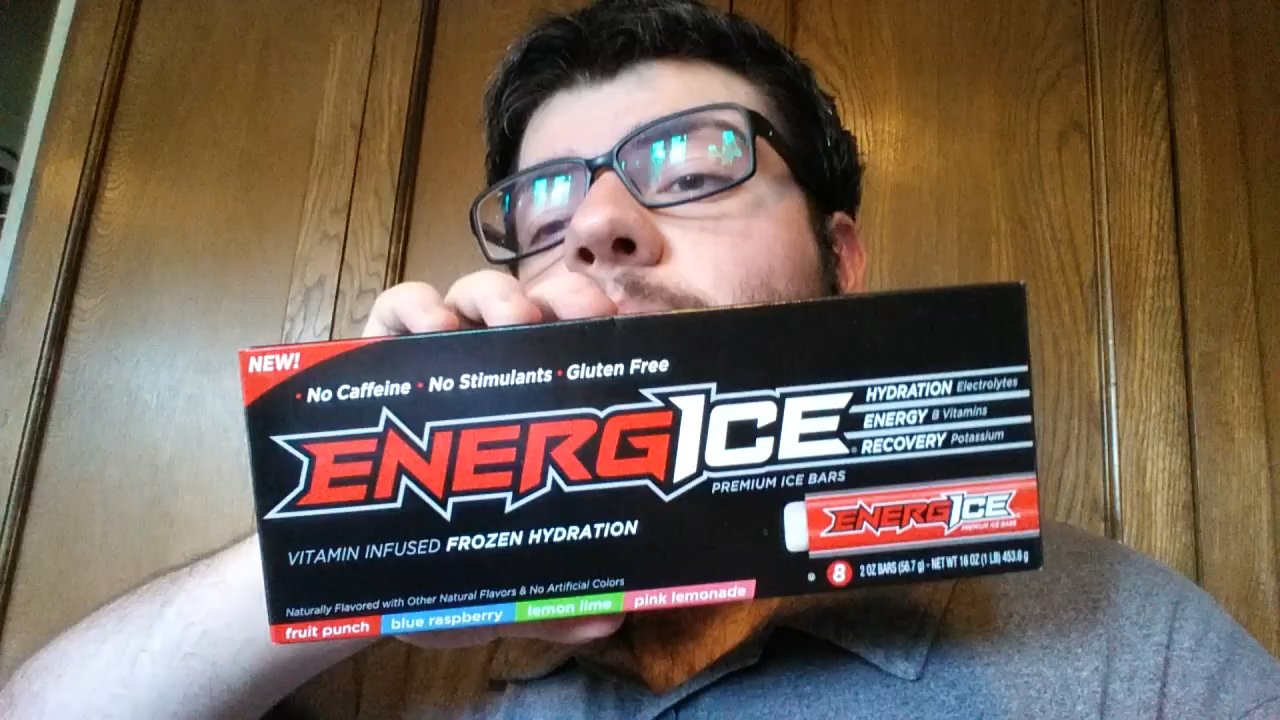 NEW!
• No Caffeine • No Stimulants • Gluten Free
ENERGICE
PREMIUM ICE BARS
HYDRATION Electrolytes
ENERGY B Vitamins
RECOVERY Potassium
VITAMIN INFUSED FROZEN HYDRATION
ENERGICE
PREMIUM ICE BARS
8 2 OZ BARS (56.7 g) - NET WT 16 OZ (1 LB) 453.6 g
Naturally Flavored with Other Natural Flavors & No Artificial Colors
fruit punch blue raspberry lemon lime pink lemonade